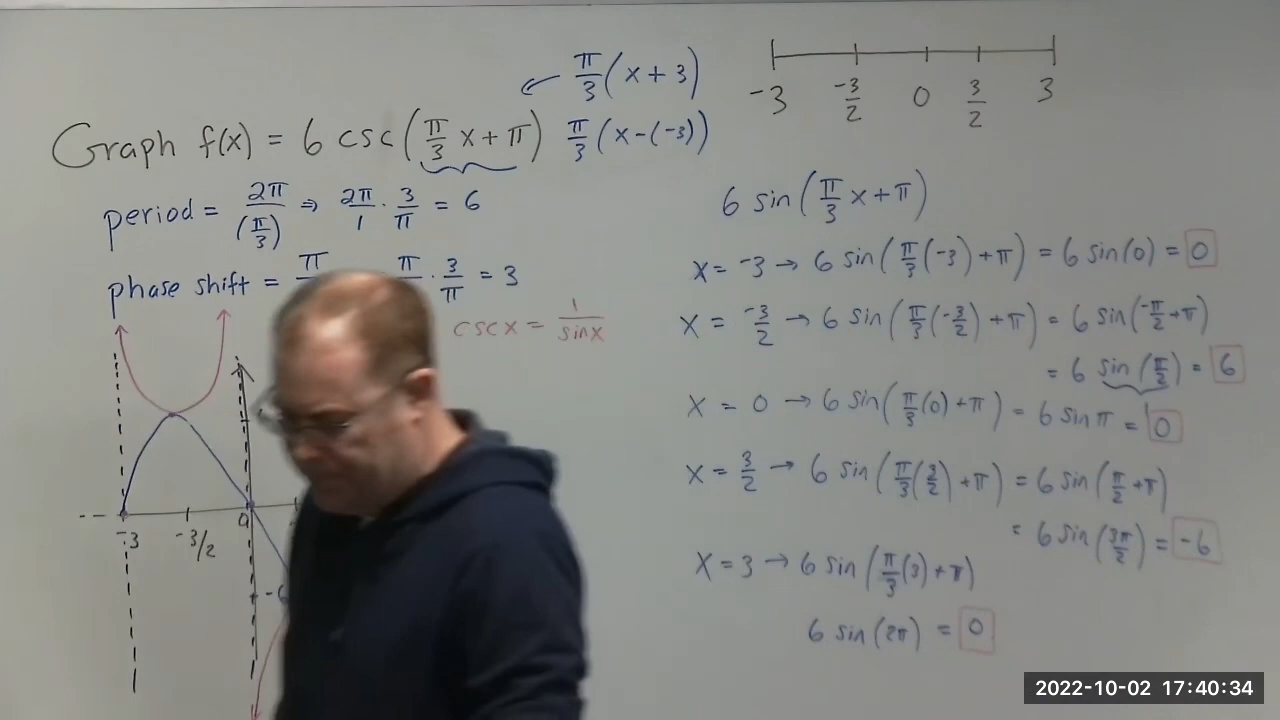 π/3 (x + 3)
Graph f(x) = 6 csc(π/3 x + π) π/3 (x - (-3))
period = 2π/(π/3) ⇒ 2π/1 · 3/π = 6
phase shift = π π · 3/π = 3
csc x = 1/sin x
-3 -3/2 0
-6
-3 -3/2 0 3/2 3
6 sin(π/3 x + π)
x = -3 → 6 sin(π/3 (-3) + π) = 6 sin(0) = 0
x = -3/2 → 6 sin(π/3 (-3/2) + π) = 6 sin(-π/2 + π)
= 6 sin(π/2) = 6
x = 0 → 6 sin(π/3 (0) + π) = 6 sin π = 0
x = 3/2 → 6 sin(π/3 (3/2) + π) = 6 sin(π/2 + π)
= 6 sin(3π/2) = -6
x = 3 → 6 sin(π/3 (3) + π)
6 sin(2π) = 0
2022-10-02 17:40:34